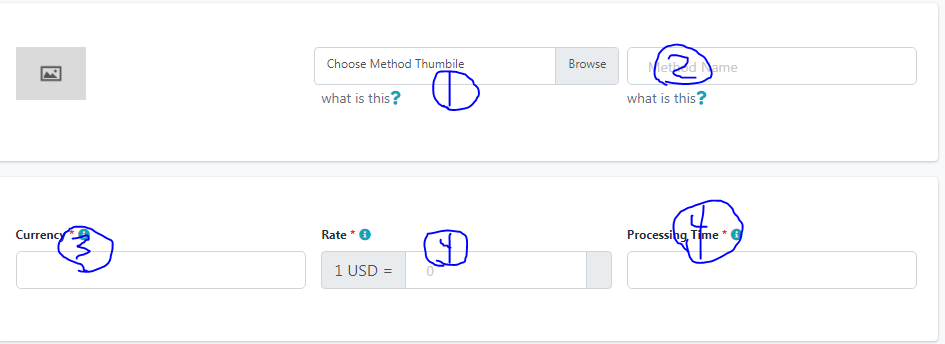 Choose Method Thumbile Browse Method Name
1 2
what is this? what is this?
Currency * Rate * Processing Time *
3 4 4
1 USD = 0